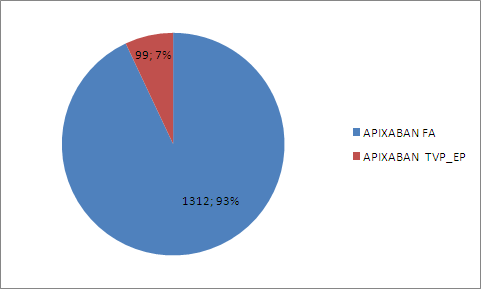 99; 7%
1312; 93%
APIXABAN FA
APIXABAN TVP_EP